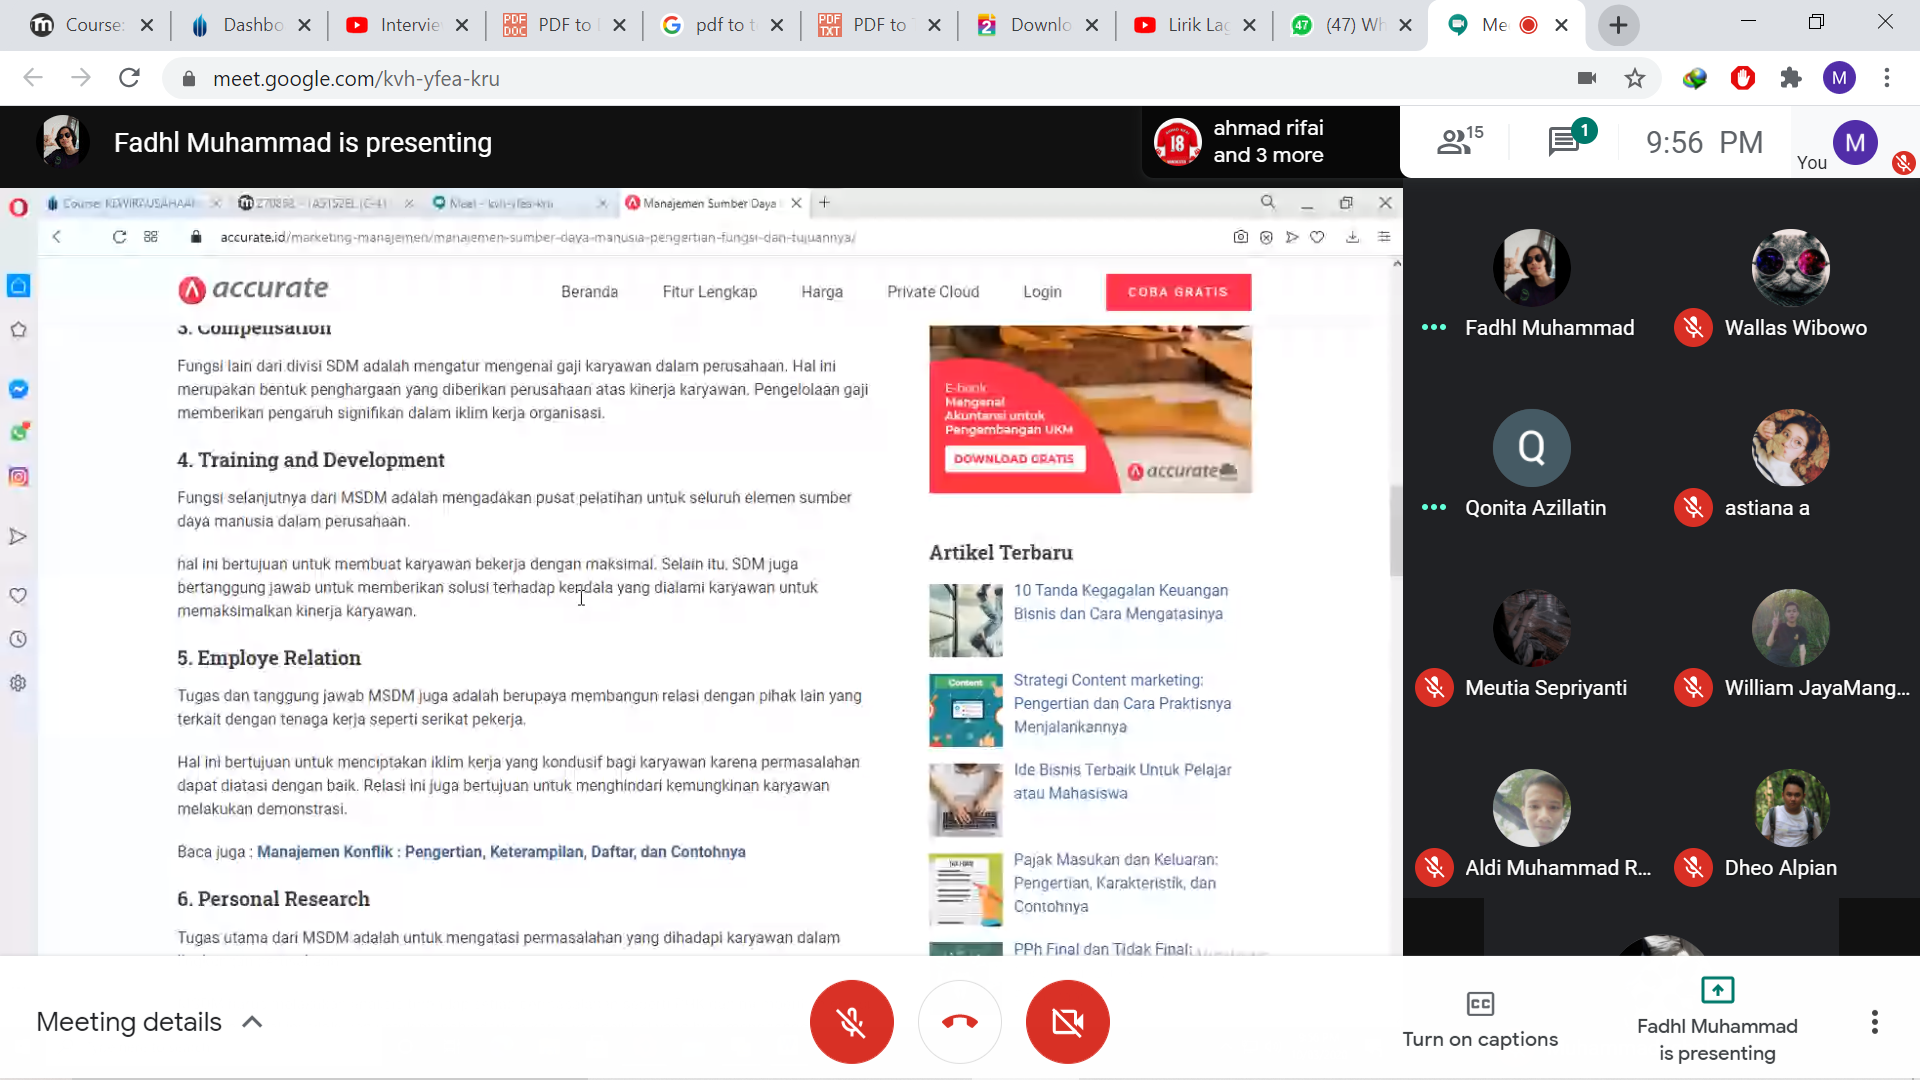 Course:
Dashbo
Intervie
PDF to
pdf to t
PDF to
Downlo
Lirik Lag
(47) Wh
Me
meet.google.com/kvh-yfea-kru
M
Fadhl Muhammad is presenting
18
ahmad rifai
and 3 more
15
1
9:56 PM
You
M
Course: KEWIRAUSAHAAN
Meet - kvh-yfea-kru
Manajemen Sumber Daya
accurate.id/marketing-manajemen/manajemen-sumber-daya-manusia-pengertian-fungsi-dan-tujuannya/
accurate
Beranda
Fitur Lengkap
Harga
Private Cloud
Login
COBA GRATIS
3. Compensation
Fungsi lain dari divisi SDM adalah mengatur mengenai gaji karyawan dalam perusahaan. Hal ini
merupakan bentuk penghargaan yang diberikan perusahaan atas kinerja karyawan. Pengelolaan gaji
memberikan pengaruh signifikan dalam iklim kerja organisasi.
4. Training and Development
Fungsi selanjutnya dari MSDM adalah mengadakan pusat pelatihan untuk seluruh elemen sumber
daya manusia dalam perusahaan.
hal ini bertujuan untuk membuat karyawan bekerja dengan maksimal. Selain itu, SDM juga
bertanggung jawab untuk memberikan solusi terhadap kendala yang dialami karyawan untuk
memaksimalkan kinerja karyawan.
5. Employe Relation
Tugas dan tanggung jawab MSDM juga adalah berupaya membangun relasi dengan pihak lain yang
terkait dengan tenaga kerja seperti serikat pekerja.
Hal ini bertujuan untuk menciptakan iklim kerja yang kondusif bagi karyawan karena permasalahan
dapat diatasi dengan baik. Relasi ini juga bertujuan untuk menghindari kemungkinan karyawan
melakukan demonstrasi.
Baca juga : Manajemen Konflik : Pengertian, Keterampilan, Daftar, dan Contohnya
6. Personal Research
Tugas utama dari MSDM adalah untuk mengatasi permasalahan yang dihadapi karyawan dalam
E-book
Mengenal
Akuntansi untuk
Pengembangan UKM
DOWNLOAD GRATIS
accurate
Artikel Terbaru
10 Tanda Kegagalan Keuangan
Bisnis dan Cara Mengatasinya
Content
Strategi Content marketing:
Pengertian dan Cara Praktisnya
Menjalankannya
Ide Bisnis Terbaik Untuk Pelajar
atau Mahasiswa
Pajak Masukan dan Keluaran:
Pengertian, Karakteristik, dan
Contohnya
PPh Final dan Tidak Final:
Fadhl Muhammad
Wallas Wibowo
Q
Qonita Azillatin
astiana a
Meutia Sepriyanti
William JayaMang...
Aldi Muhammad R...
Dheo Alpian
Meeting details
Turn on captions
Fadhl Muhammad
is presenting